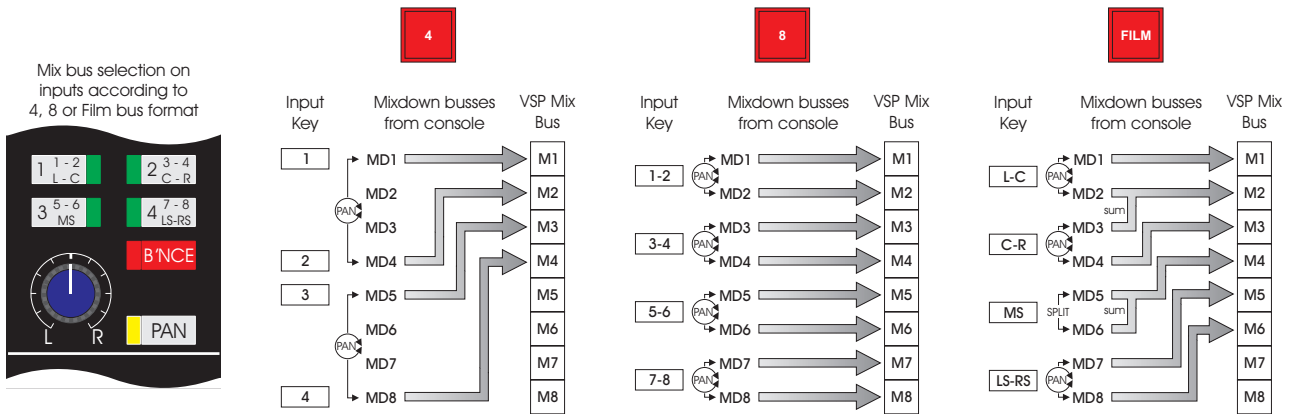 Mix bus selection on
inputs according to
4, 8 or Film bus format
1 1 - 2 L - C
2 3 - 4 C - R
3 5 - 6 MS
4 7 - 8 LS-RS
B'NCE
L R
PAN
4
Input Key
Mixdown busses from console
VSP Mix Bus
1
2
3
4
MD1
MD2
MD3
MD4
MD5
MD6
MD7
MD8
PAN
PAN
M1
M2
M3
M4
M5
M6
M7
M8
8
Input Key
Mixdown busses from console
VSP Mix Bus
1-2
3-4
5-6
7-8
PAN
PAN
PAN
PAN
MD1
MD2
MD3
MD4
MD5
MD6
MD7
MD8
M1
M2
M3
M4
M5
M6
M7
M8
FILM
Input Key
Mixdown busses from console
VSP Mix Bus
L-C
C-R
MS
LS-RS
PAN
PAN
SPLIT
PAN
MD1
MD2
sum
MD3
MD4
MD5
sum
MD6
MD7
MD8
M1
M2
M3
M4
M5
M6
M7
M8